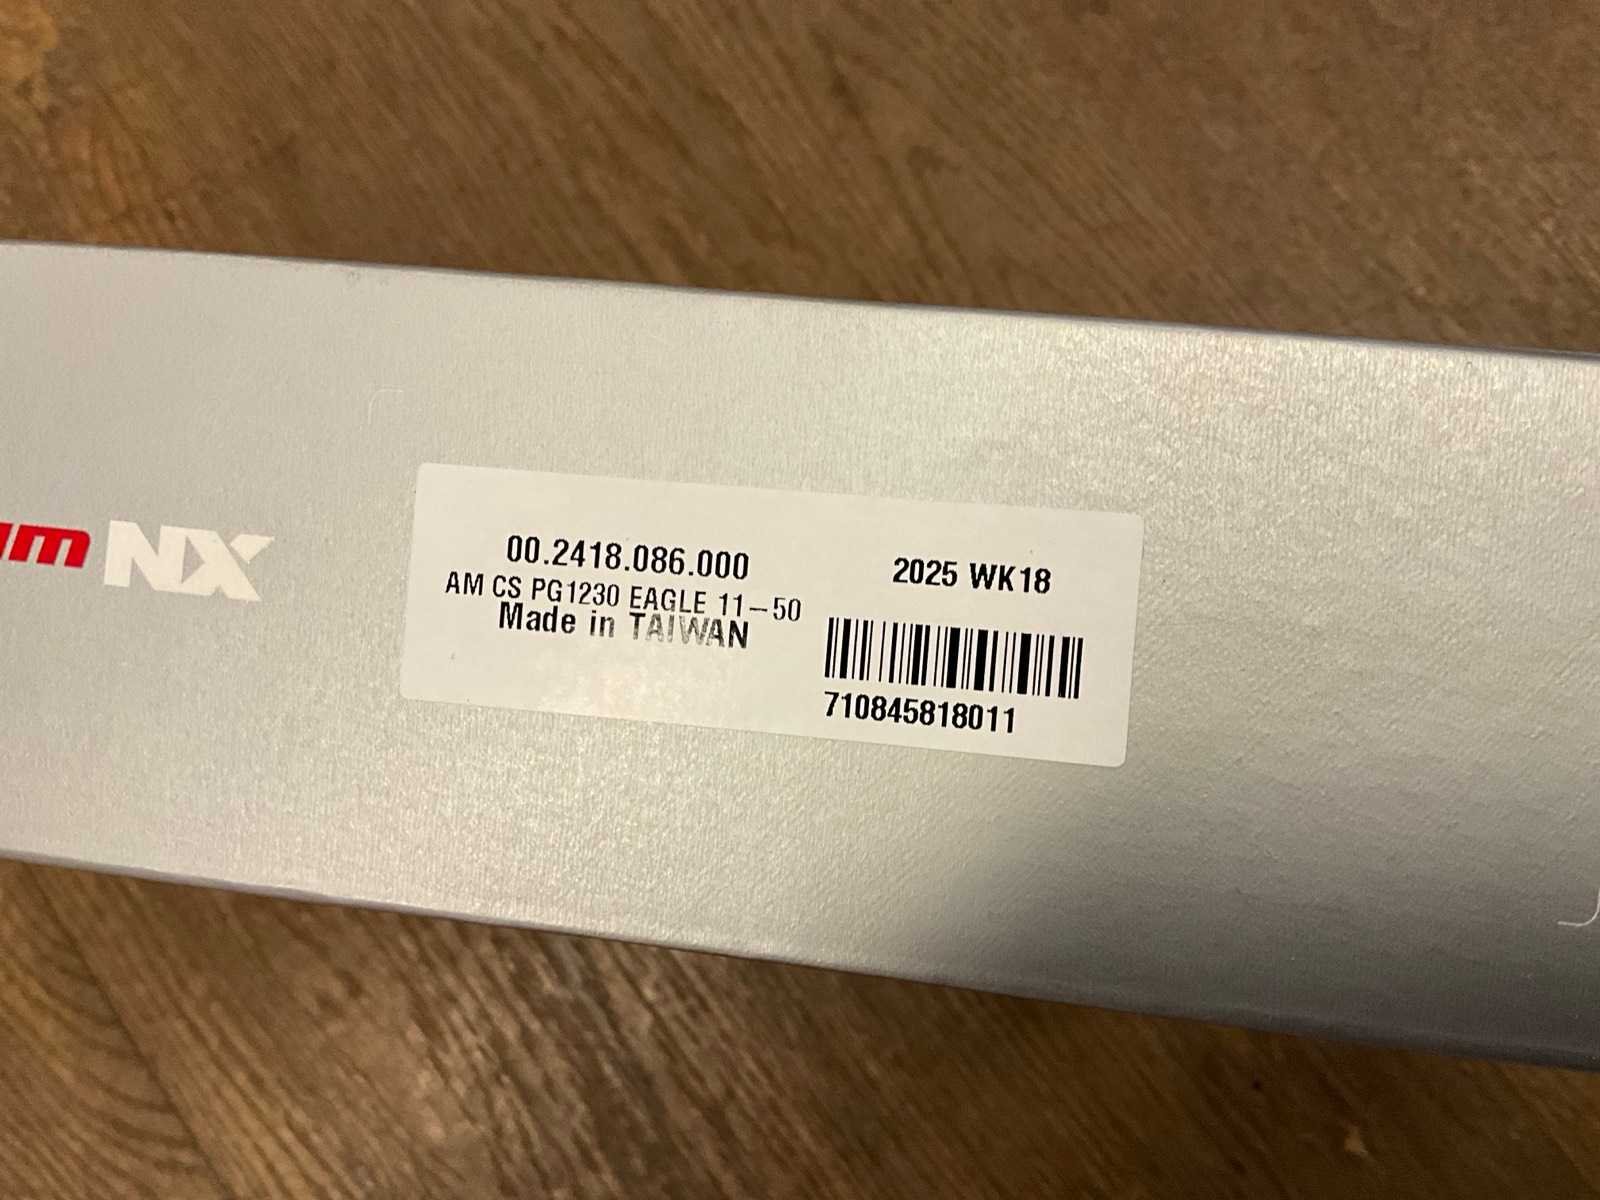 NX
00.2418.086.000
AM CS PG1230 EAGLE 11-50
Made in TAIWAN
2025 WK18
710845818011